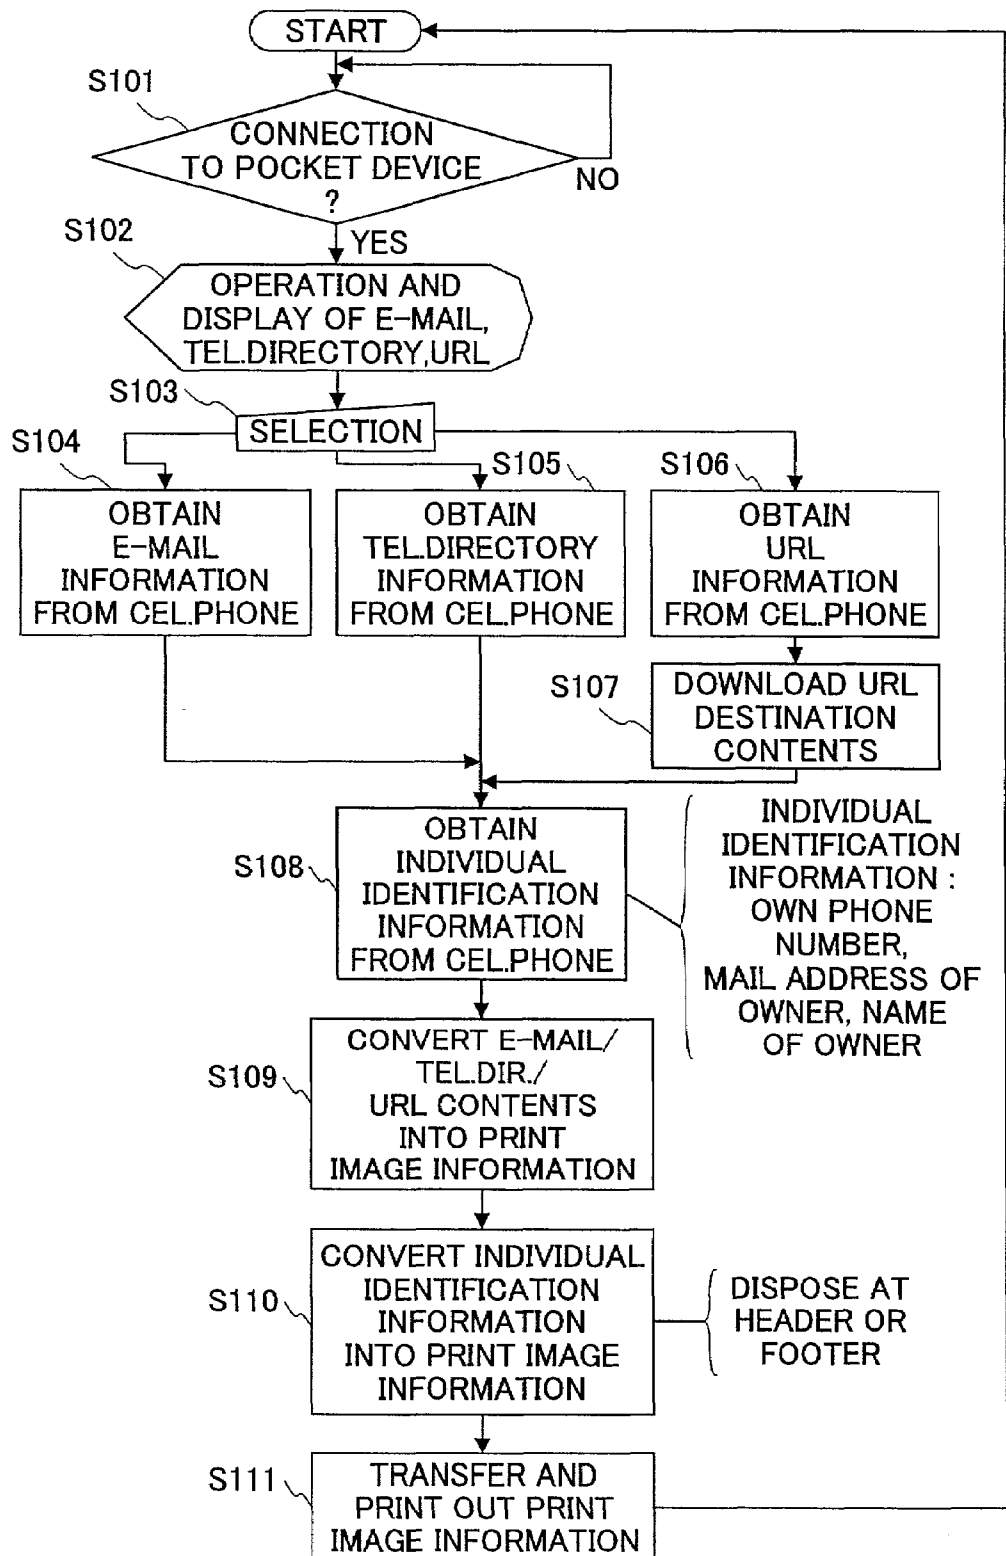 START
S101
CONNECTION
TO POCKET DEVICE
?
NO
YES
S102
OPERATION AND
DISPLAY OF E-MAIL,
TEL.DIRECTORY,URL
S103
SELECTION
S104
OBTAIN
E-MAIL
INFORMATION
FROM CEL.PHONE
S105
OBTAIN
TEL.DIRECTORY
INFORMATION
FROM CEL.PHONE
S106
OBTAIN
URL
INFORMATION
FROM CEL.PHONE
S107
DOWNLOAD URL
DESTINATION
CONTENTS
S108
OBTAIN
INDIVIDUAL
IDENTIFICATION
INFORMATION
FROM CEL.PHONE
INDIVIDUAL
IDENTIFICATION
INFORMATION :
OWN PHONE
NUMBER,
MAIL ADDRESS OF
OWNER, NAME
OF OWNER
S109
CONVERT E-MAIL/
TEL.DIR./
URL CONTENTS
INTO PRINT
IMAGE INFORMATION
S110
CONVERT INDIVIDUAL
IDENTIFICATION
INFORMATION
INTO PRINT IMAGE
INFORMATION
DISPOSE AT
HEADER OR
FOOTER
S111
TRANSFER AND
PRINT OUT PRINT
IMAGE INFORMATION